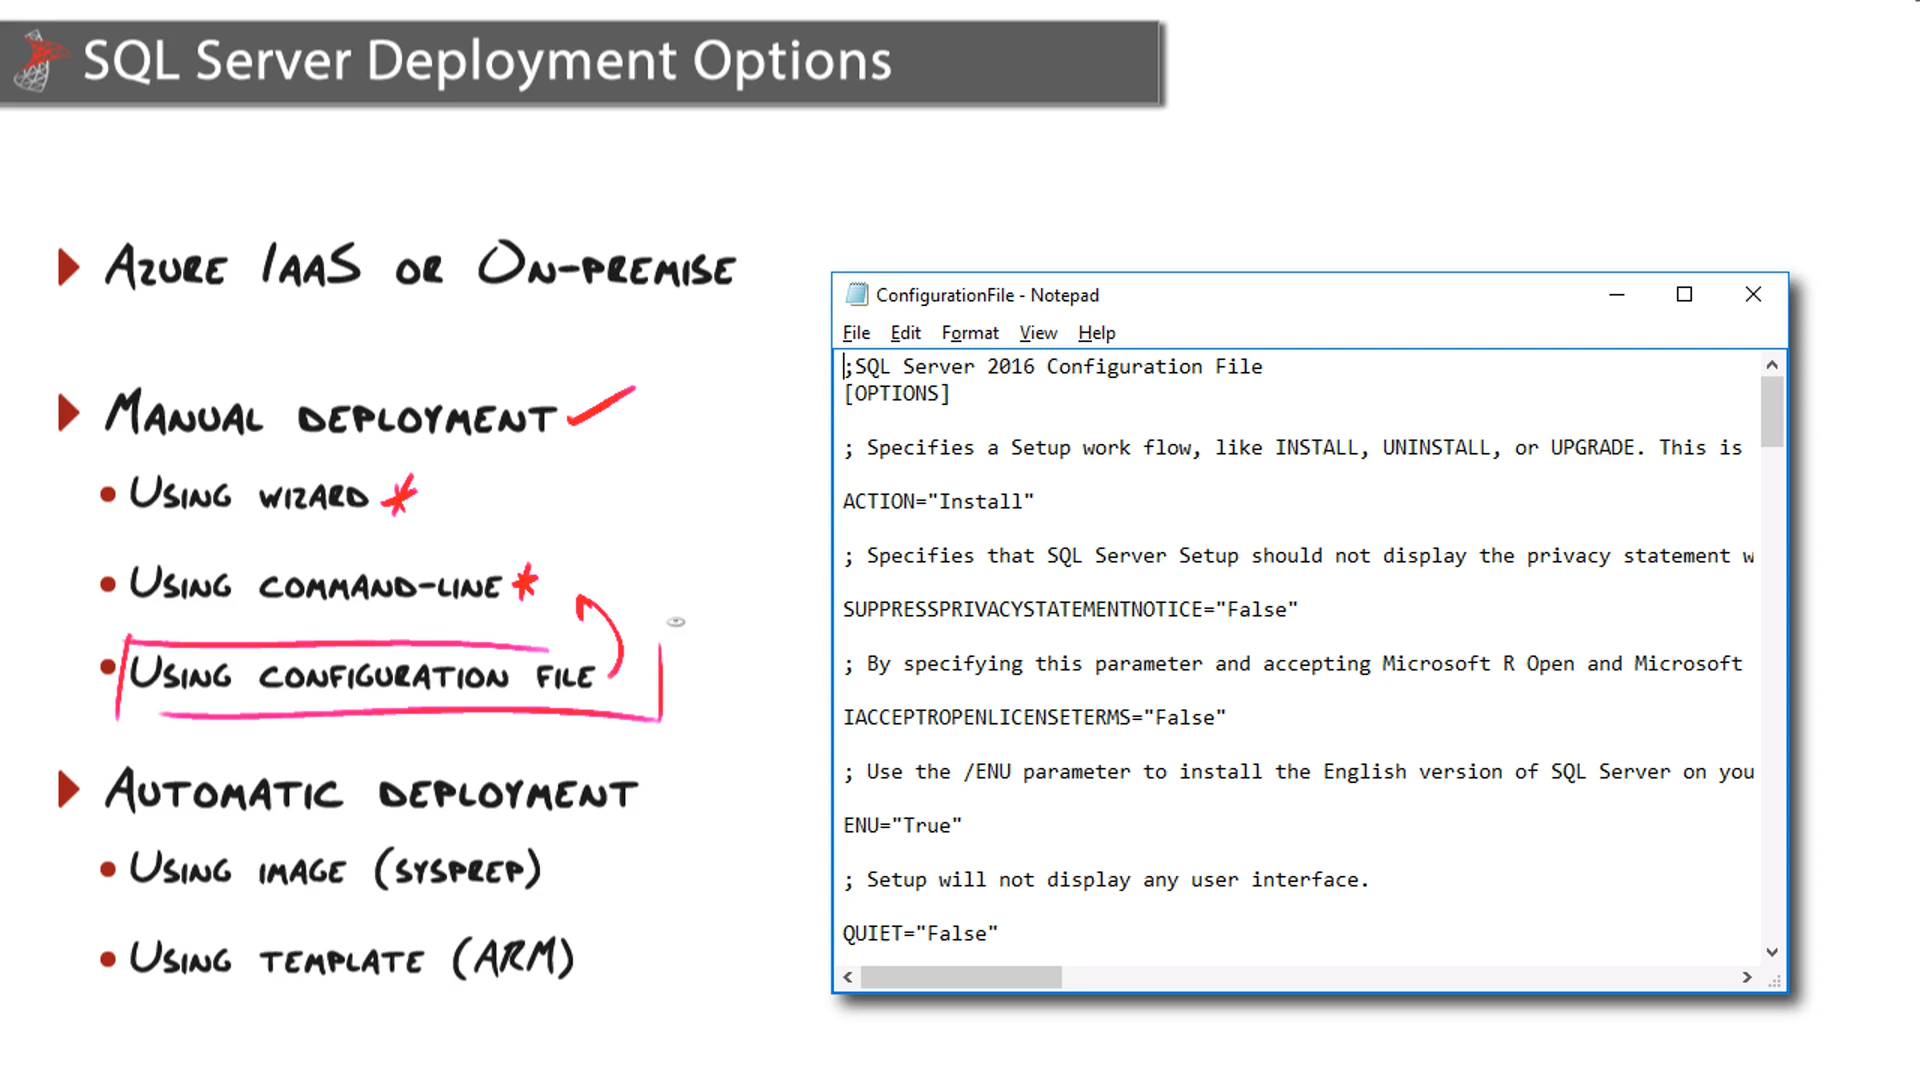 SQL Server Deployment Options
Azure IaaS or On-premise
Manual deployment
Using wizard *
Using command-line *
Using configuration file
Automatic deployment
Using image (sysprep)
Using template (ARM)
ConfigurationFile - Notepad
File Edit Format View Help
;SQL Server 2016 Configuration File
[OPTIONS]
; Specifies a Setup work flow, like INSTALL, UNINSTALL, or UPGRADE. This is
ACTION="Install"
; Specifies that SQL Server Setup should not display the privacy statement w
SUPPRESSPRIVACYSTATEMENTNOTICE="False"
; By specifying this parameter and accepting Microsoft R Open and Microsoft
IACCEPTROPENLICENSETERMS="False"
; Use the /ENU parameter to install the English version of SQL Server on you
ENU="True"
; Setup will not display any user interface.
QUIET="False"